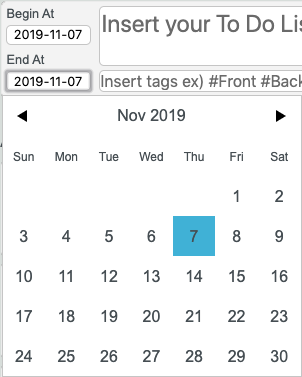 Begin At
2019-11-07
Insert your To Do Lis
End At
2019-11-07
Insert tags ex) #Front #Back
Nov 2019
Sun Mon Tue Wed Thu Fri Sat
1 2
3 4 5 6 7 8 9
10 11 12 13 14 15 16
17 18 19 20 21 22 23
24 25 26 27 28 29 30